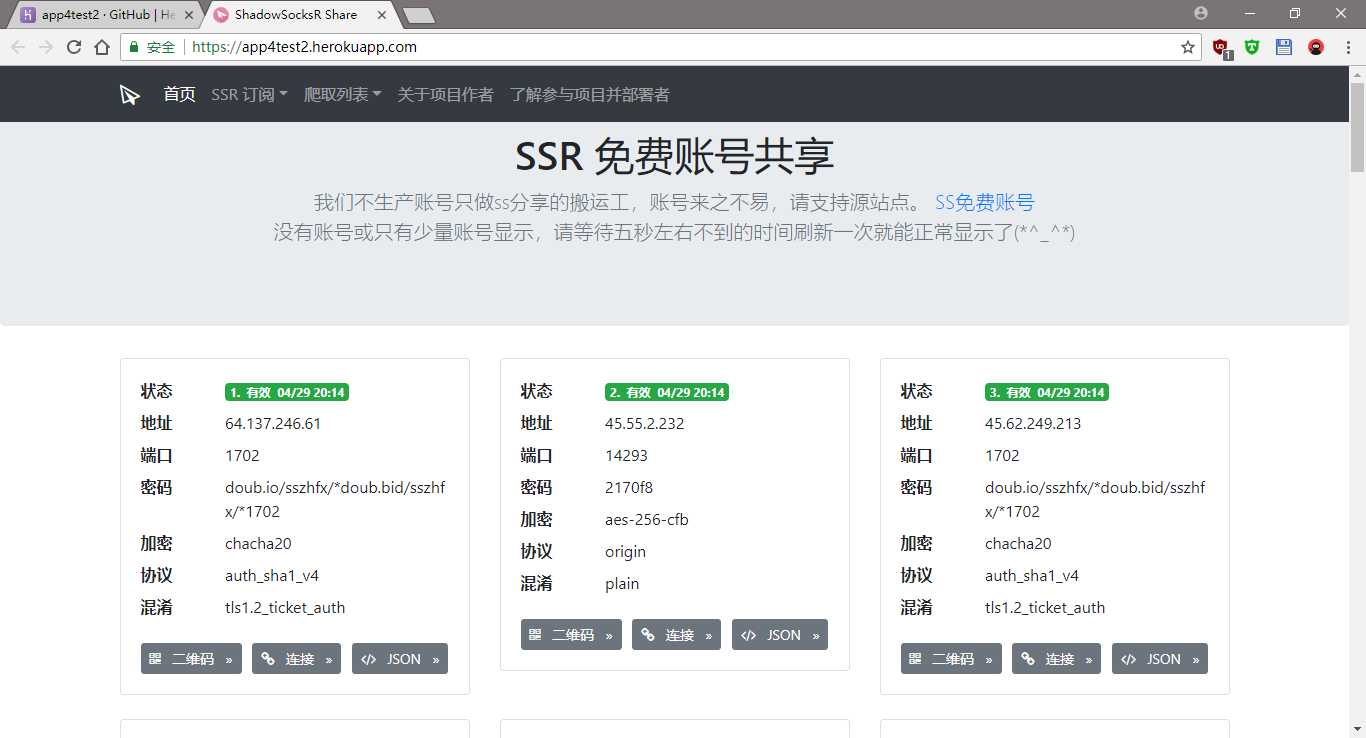 app4test2 · GitHub | He
ShadowSocksR Share
安全
https://app4test2.herokuapp.com
1
首页 SSR 订阅 爬取列表 关于项目作者 了解参与项目并部署者
SSR 免费账号共享
我们不生产账号只做ss分享的搬运工，账号来之不易，请支持源站点。 SS免费账号
没有账号或只有少量账号显示，请等待五秒左右不到的时间刷新一次就能正常显示了(*^_^*)
状态 1. 有效 04/29 20:14
地址 64.137.246.61
端口 1702
密码 doub.io/sszhfx/*doub.bid/sszhf
x/*1702
加密 chacha20
协议 auth_sha1_v4
混淆 tls1.2_ticket_auth
二维码 » 连接 » </> JSON »
状态 2. 有效 04/29 20:14
地址 45.55.2.232
端口 14293
密码 2170f8
加密 aes-256-cfb
协议 origin
混淆 plain
二维码 » 连接 » </> JSON »
状态 3. 有效 04/29 20:14
地址 45.62.249.213
端口 1702
密码 doub.io/sszhfx/*doub.bid/sszhf
x/*1702
加密 chacha20
协议 auth_sha1_v4
混淆 tls1.2_ticket_auth
二维码 » 连接 » </> JSON »